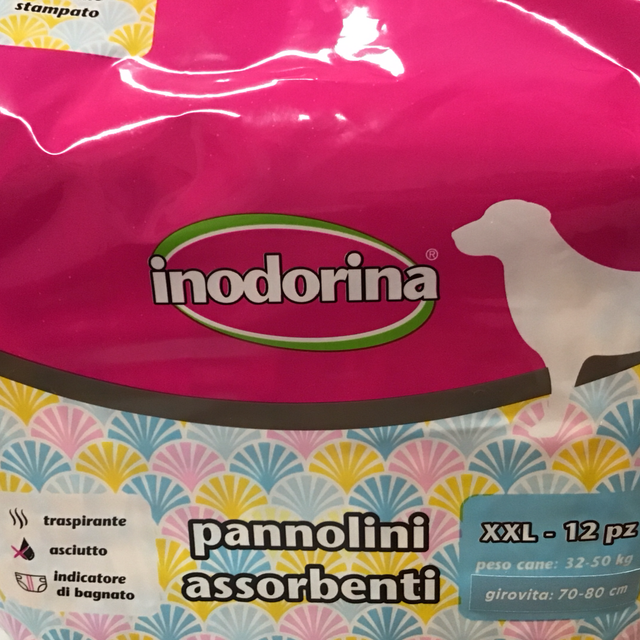 stampato
inodorina®
traspirante
asciutto
indicatore
di bagnato
pannolini
assorbenti
XXL - 12 pz
peso cane: 32-50 kg
girovita: 70-80 cm